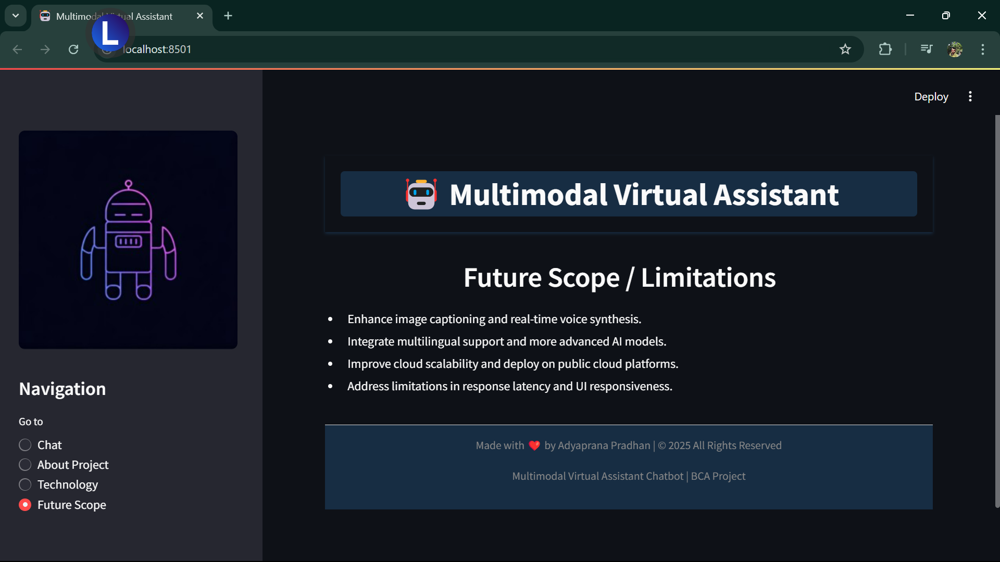 Multimodal Virtual Assistant
L
localhost:8501
Deploy
Multimodal Virtual Assistant
Future Scope / Limitations
• Enhance image captioning and real-time voice synthesis.
• Integrate multilingual support and more advanced AI models.
• Improve cloud scalability and deploy on public cloud platforms.
• Address limitations in response latency and UI responsiveness.
Made with ❤️ by Adyaprana Pradhan | © 2025 All Rights Reserved
Multimodal Virtual Assistant Chatbot | BCA Project
Navigation
Go to
Chat
About Project
Technology
Future Scope